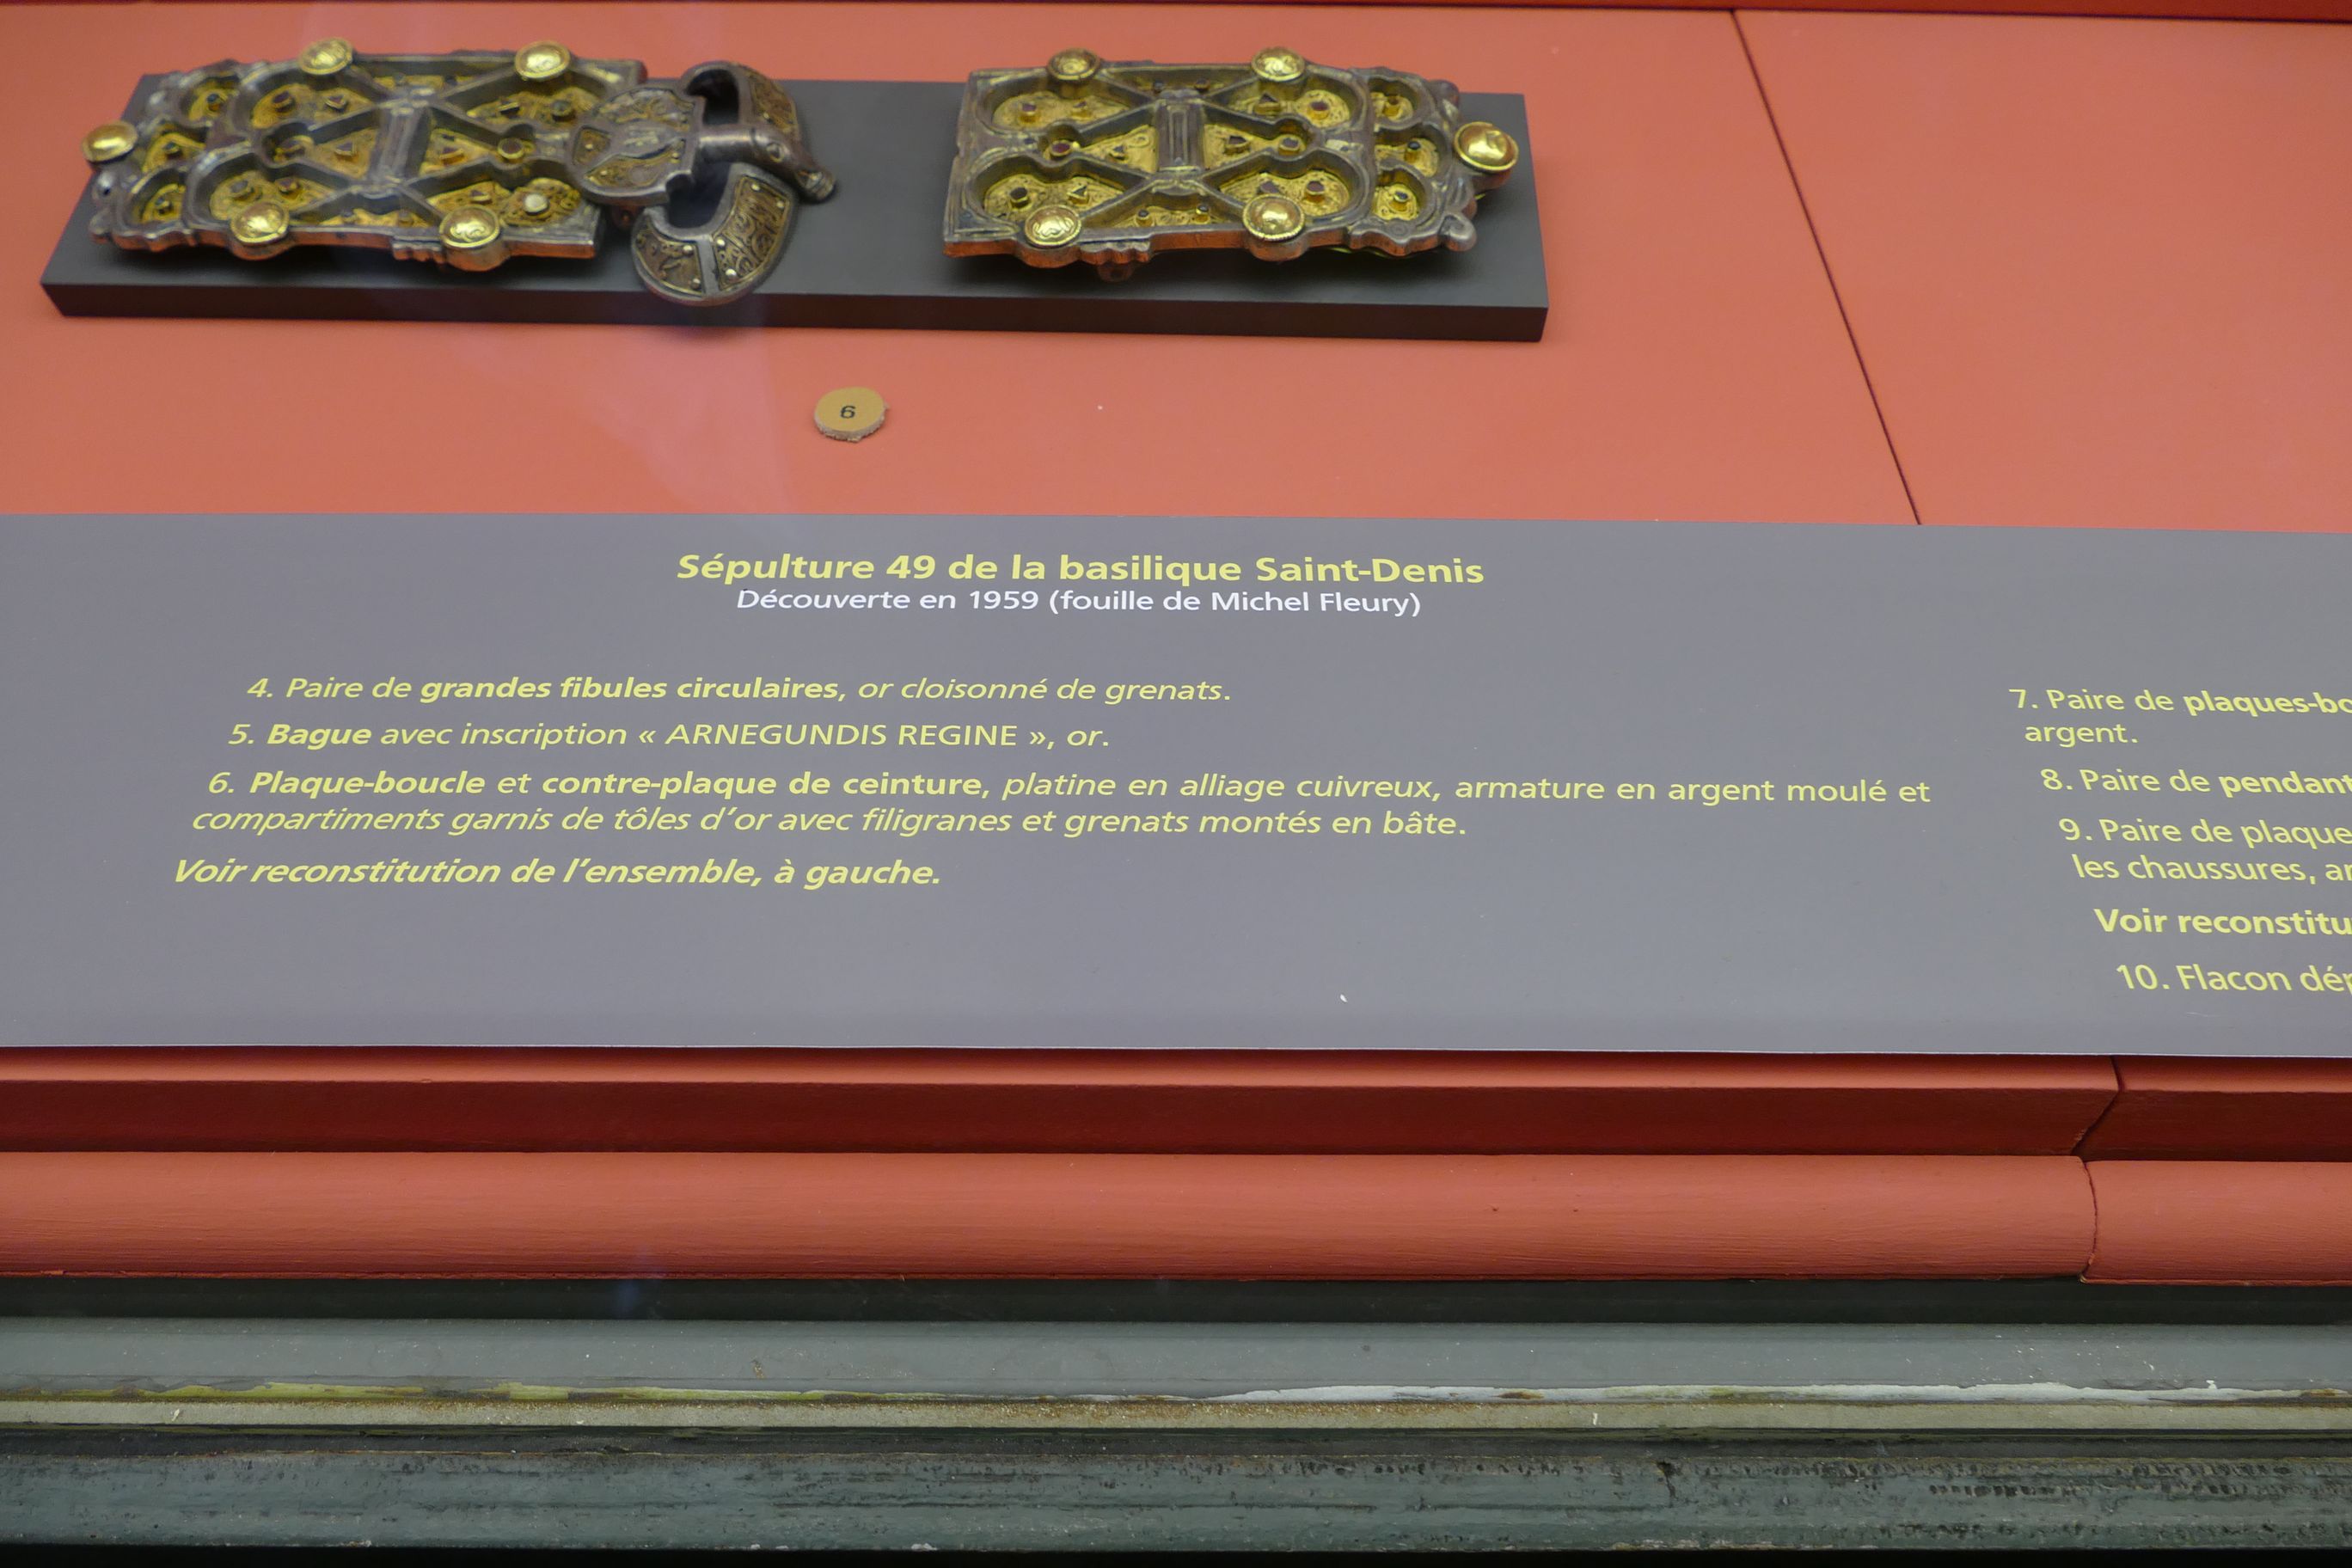 6
Sépulture 49 de la basilique Saint-Denis
Découverte en 1959 (fouille de Michel Fleury)
4. Paire de grandes fibules circulaires, or cloisonné de grenats.
5. Bague avec inscription « ARNEGUNDIS REGINE », or.
6. Plaque-boucle et contre-plaque de ceinture, platine en alliage cuivreux, armature en argent moulé et
compartiments garnis de tôles d'or avec filigranes et grenats montés en bâte.
Voir reconstitution de l'ensemble, à gauche.
7. Paire de
argent.
8. Paire de
9. Paire de
les chaussures,
Voir
10. Flacon